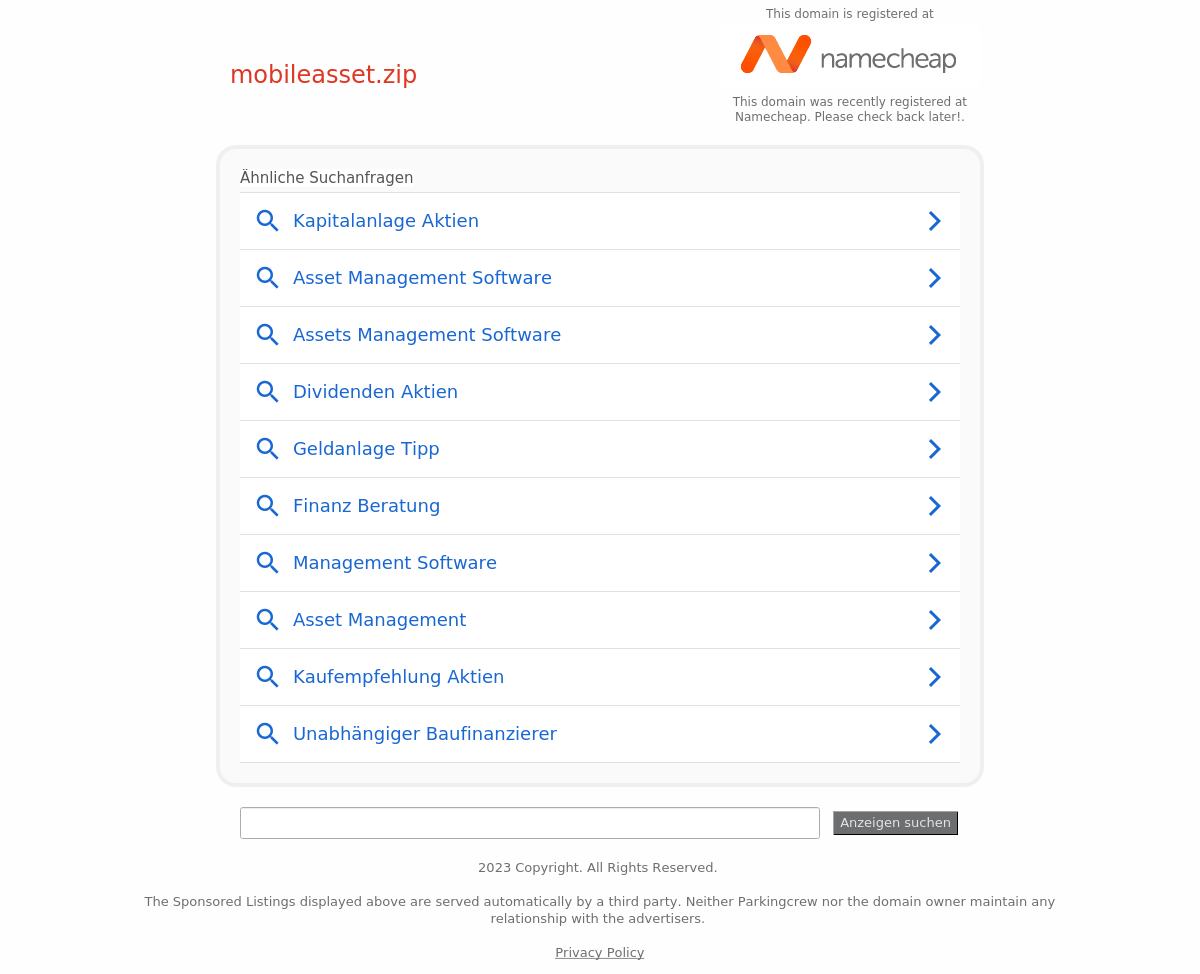 This domain is registered at
namecheap
mobileasset.zip
This domain was recently registered at
Namecheap. Please check back later!.
Ähnliche Suchanfragen
Kapitalanlage Aktien
Asset Management Software
Assets Management Software
Dividenden Aktien
Geldanlage Tipp
Finanz Beratung
Management Software
Asset Management
Kaufempfehlung Aktien
Unabhängiger Baufinanzierer
Anzeigen suchen
2023 Copyright. All Rights Reserved.
The Sponsored Listings displayed above are served automatically by a third party. Neither Parkingcrew nor the domain owner maintain any
relationship with the advertisers.
Privacy Policy